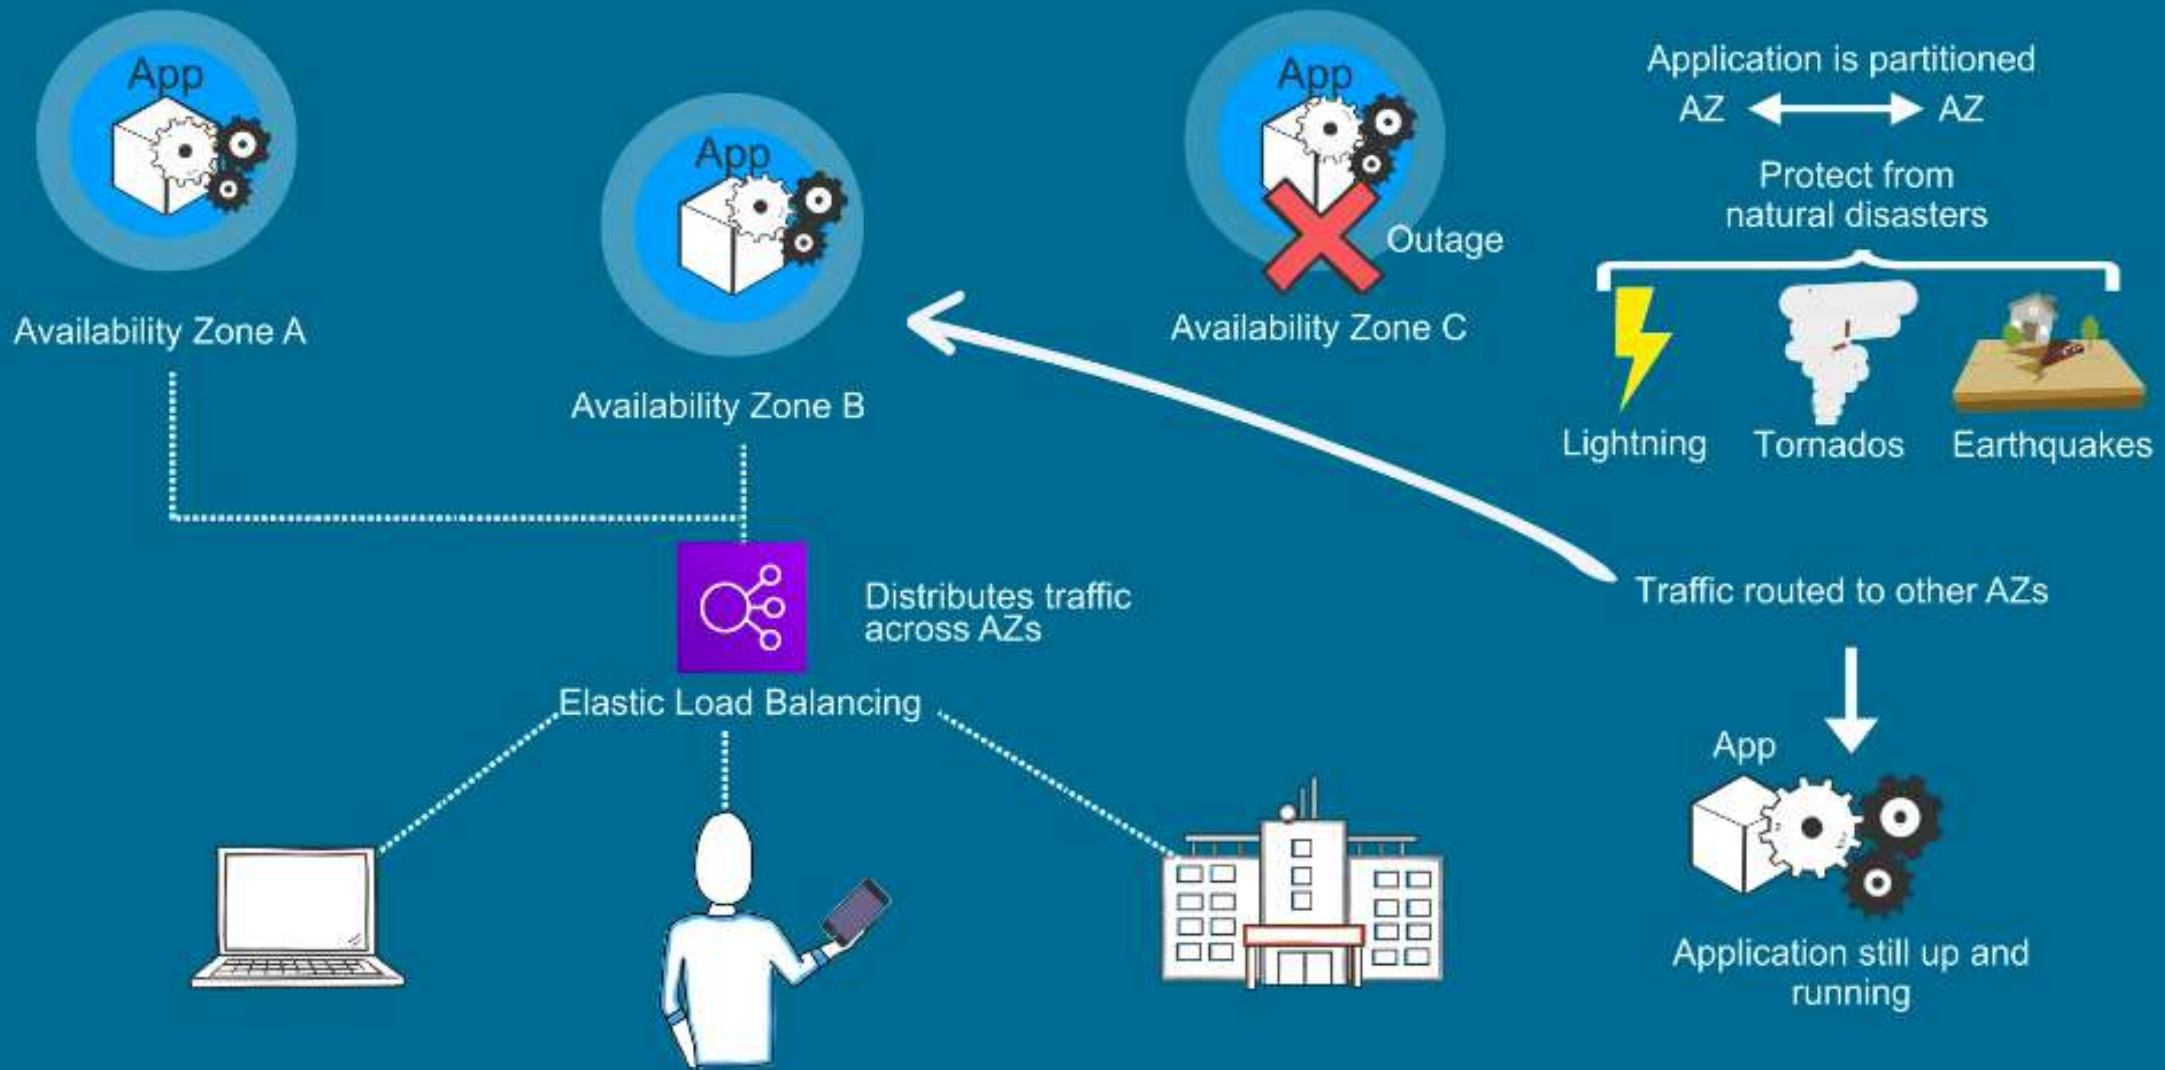 App
Availability Zone A
App
Availability Zone B
App
Outage
Availability Zone C
Application is partitioned
AZ AZ
Protect from
natural disasters
Lightning
Tornados
Earthquakes
Distributes traffic
across AZs
Elastic Load Balancing
Traffic routed to other AZs
App
Application still up and
running